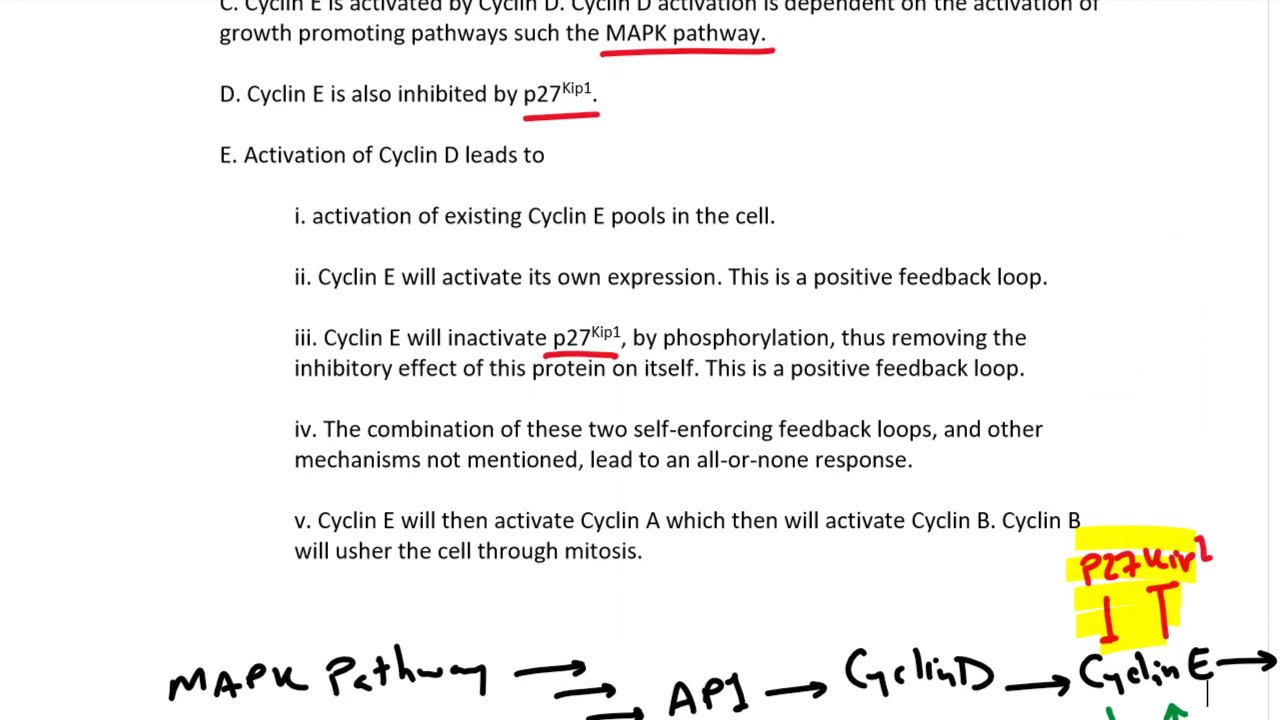 C. Cyclin E is activated by Cyclin D. Cyclin D activation is dependent on the activation of
growth promoting pathways such the MAPK pathway.
D. Cyclin E is also inhibited by p27Kip1.
E. Activation of Cyclin D leads to
i. activation of existing Cyclin E pools in the cell.
ii. Cyclin E will activate its own expression. This is a positive feedback loop.
iii. Cyclin E will inactivate p27Kip1, by phosphorylation, thus removing the
inhibitory effect of this protein on itself. This is a positive feedback loop.
iv. The combination of these two self-enforcing feedback loops, and other
mechanisms not mentioned, lead to an all-or-none response.
v. Cyclin E will then activate Cyclin A which then will activate Cyclin B. Cyclin B
will usher the cell through mitosis.
P27Kip1
MAPK Pathway → → → AP1 → Cyclin D → Cyclin E →